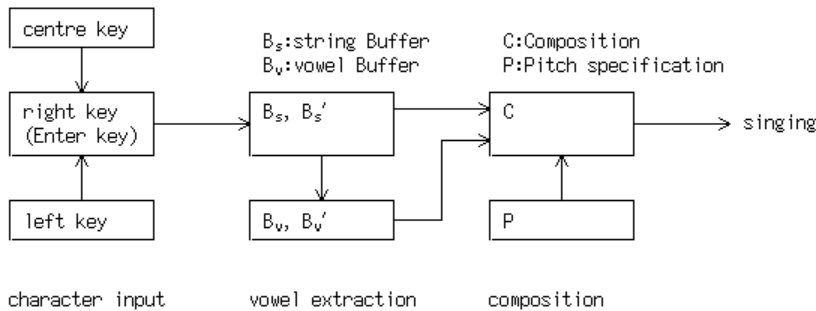 centre key
right key
(Enter key)
left key
Bₛ:string Buffer
Bᵥ:vowel Buffer
Bₛ, Bₛ′
Bᵥ, Bᵥ′
C:Composition
P:Pitch specification
C
P
singing
character input
vowel extraction
composition